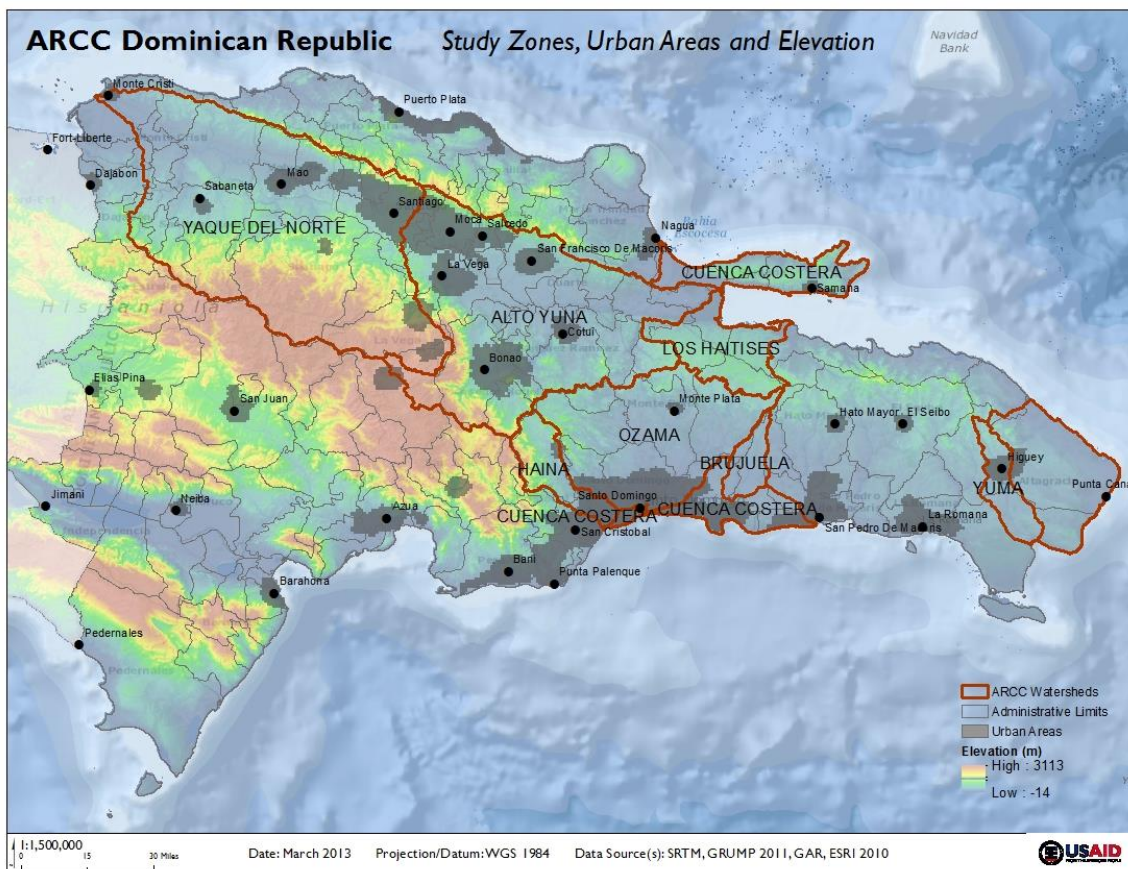 ARCC Dominican Republic Study Zones, Urban Areas and Elevation
Navidad
Bank
Monte Cristi
Puerto Plata
Fort-Liberte
Dajabon
Sabaneta
Mao
Santiago
Moca
Salcedo
YAQUE DEL NORTE
Nagua
Bahia
Escocesa
San Francisco De Macoris
La Vega
CUENCA COSTERA
Samana
Hispaniola
ALTO YUNA
Cotui
LOS HAITISES
Bonao
Elias Pina
San Juan
Monte Plata
Hato Mayor
El Seibo
OZAMA
HAINA
BRUJUELA
Higuey
YUMA
Punta Cana
Jimani
Neiba
Azua
Santo Domingo
CUENCA COSTERA
CUENCA COSTERA
San Cristobal
San Pedro De Macoris
La Romana
Bani
Punta Palenque
Barahona
Pedernales
Pedernales
ARCC Watersheds
Administrative Limits
Urban Areas
Elevation (m)
High : 3113
Low : -14
1:1,500,000
0 15 30 Miles
Date: March 2013 Projection/Datum: WGS 1984 Data Source(s): SRTM, GRUMP 2011, GAR, ESRI 2010
USAID